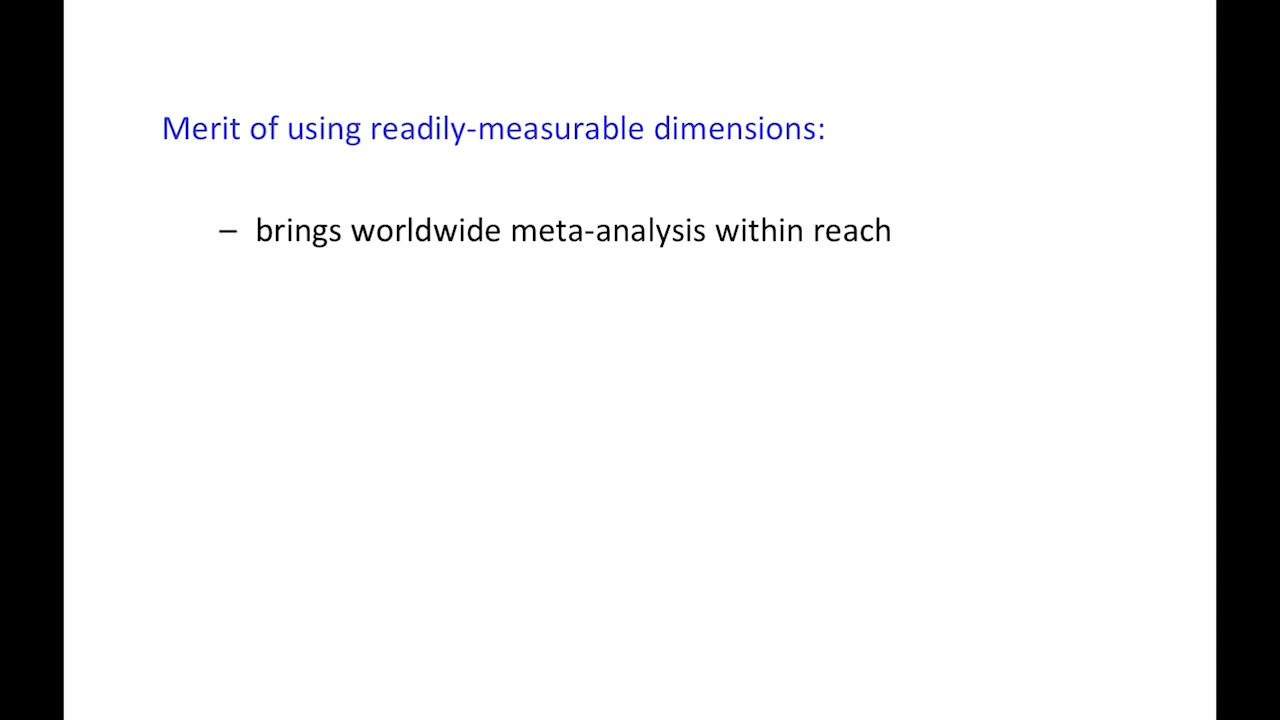 Merit of using readily-measurable dimensions:
– brings worldwide meta-analysis within reach